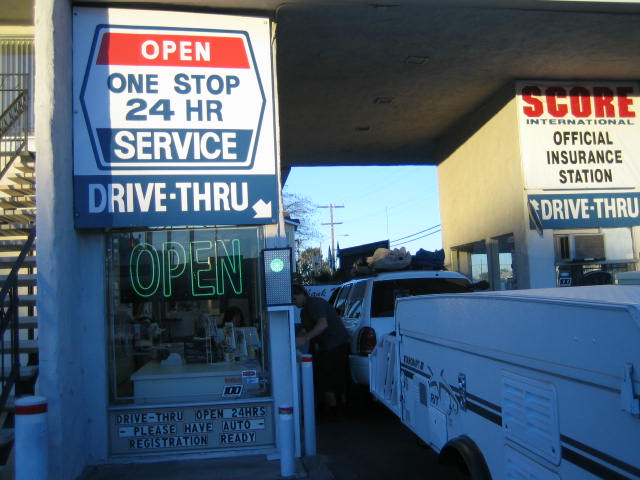 OPEN
ONE STOP
24 HR
SERVICE
DRIVE-THRU
OPEN
DRIVE-THRU OPEN 24HRS
PLEASE HAVE AUTO
REGISTRATION READY
SCORE
INTERNATIONAL
OFFICIAL
INSURANCE
STATION
DRIVE-THRU